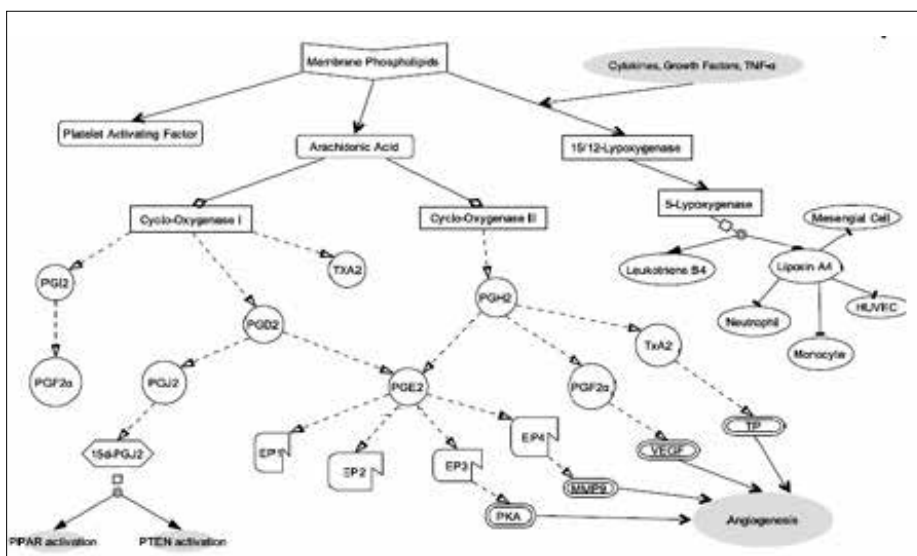 Membrane Phospholipids
Cytokines, Growth Factors, TNF-α
Platelet Activating Factor
Arachidonic Acid
15/12-Lypoxygenase
5-Lypoxygenase
Cyclo-Oxygenase I
Cyclo-Oxygenase II
Mesengial Cell
Leukotriene B4
Lipoxin A4
HUVEC
Neutrophil
Monocyte
PGI2
TXA2
PGH2
PGD2
TxA2
PGF2α
PGJ2
PGE2
PGF2α
15d-PGJ2
EP1
EP2
EP3
EP4
VEGF
TP
MMP9
PKA
Angiogenesis
PIPAR activation
PTEN activation